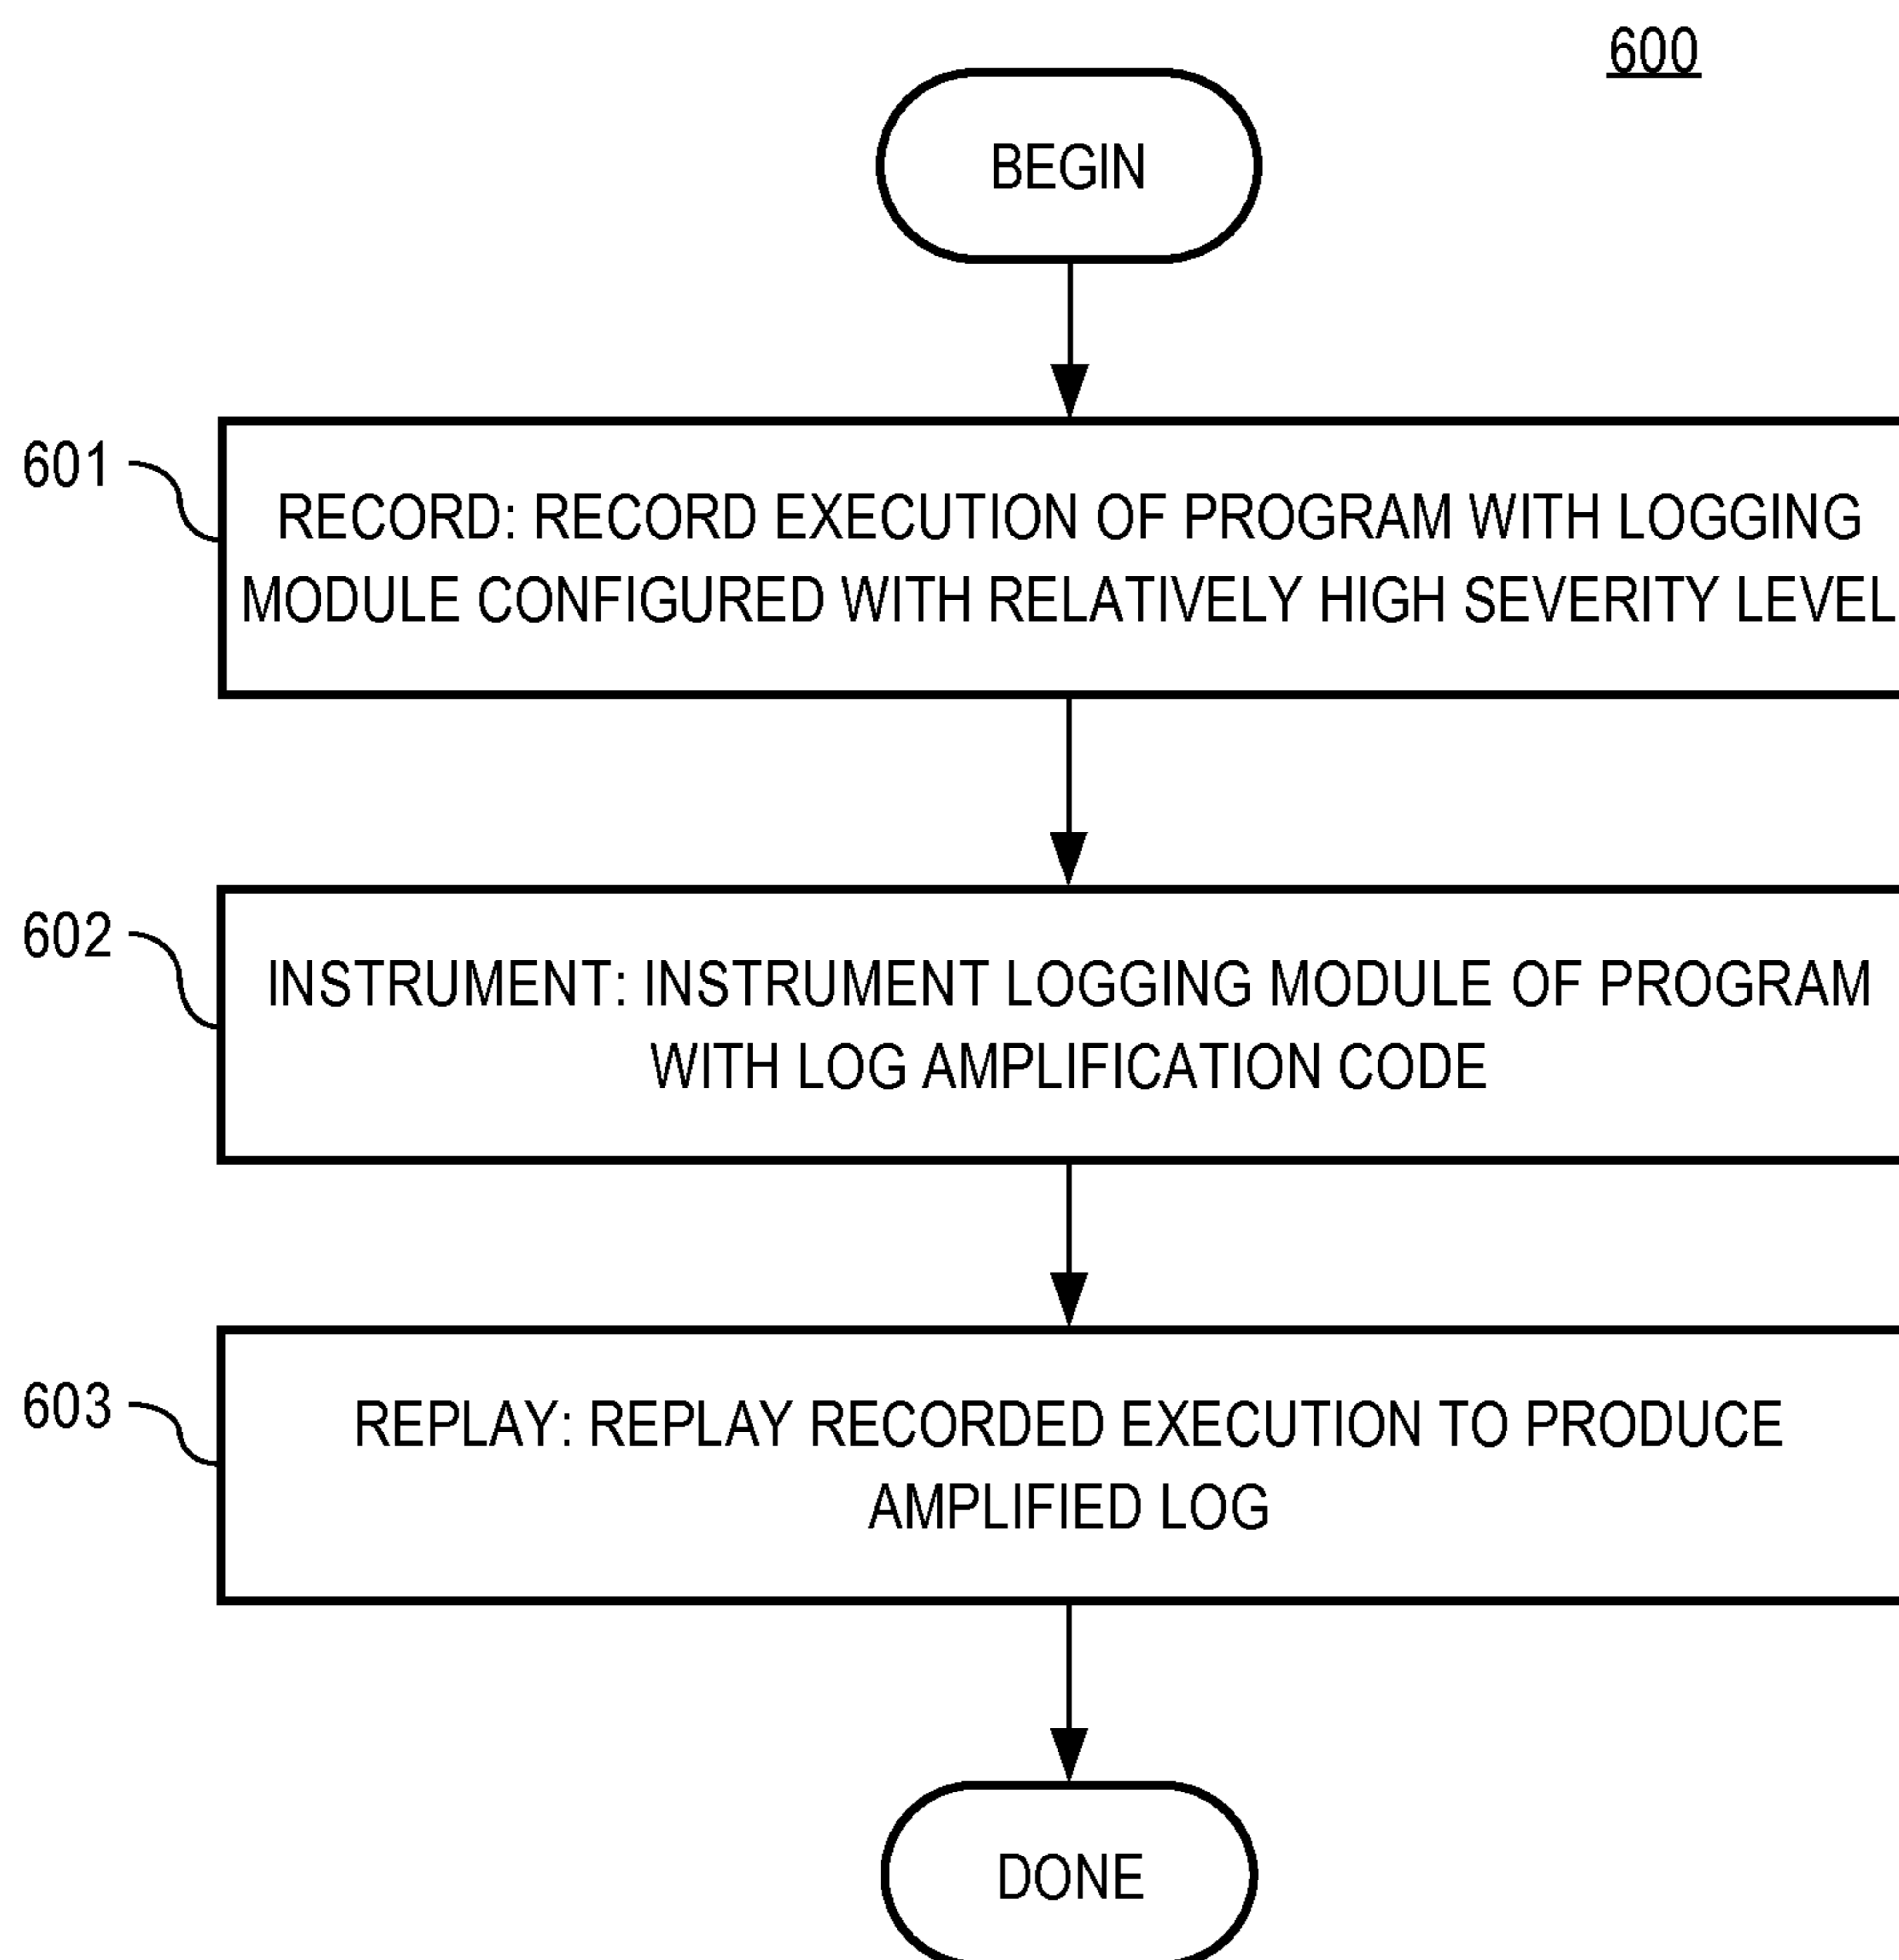 600
BEGIN
601
RECORD: RECORD EXECUTION OF PROGRAM WITH LOGGING
MODULE CONFIGURED WITH RELATIVELY HIGH SEVERITY LEVEL
602
INSTRUMENT: INSTRUMENT LOGGING MODULE OF PROGRAM
WITH LOG AMPLIFICATION CODE
603
REPLAY: REPLAY RECORDED EXECUTION TO PRODUCE
AMPLIFIED LOG
DONE